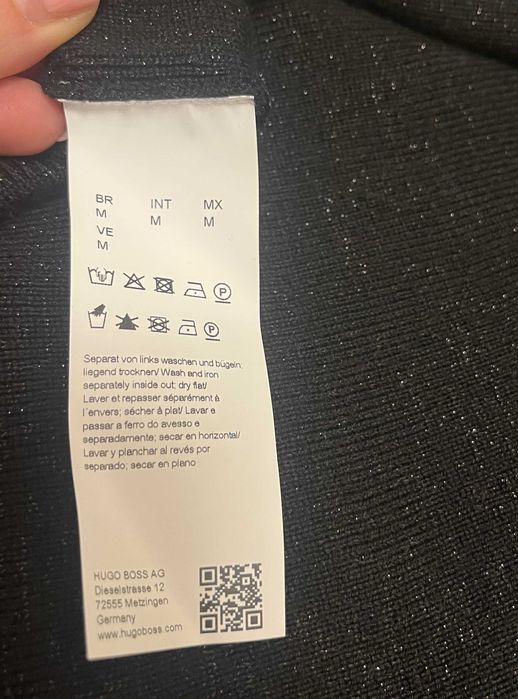 BR INT MX
M M M
VE
M
P
P
Separat von links waschen und bügeln;
liegend trocknen/ Wash and iron
separately inside out; dry flat/
Laver et repasser séparément à
l'envers; sécher à plat/ Lavar e
passar a ferro do avesso e
separadamente; secar en horizontal/
Lavar y planchar al revés por
separado; secar en plano
HUGO BOSS AG
Dieselstrasse 12
72555 Metzingen
Germany
www.hugoboss.com